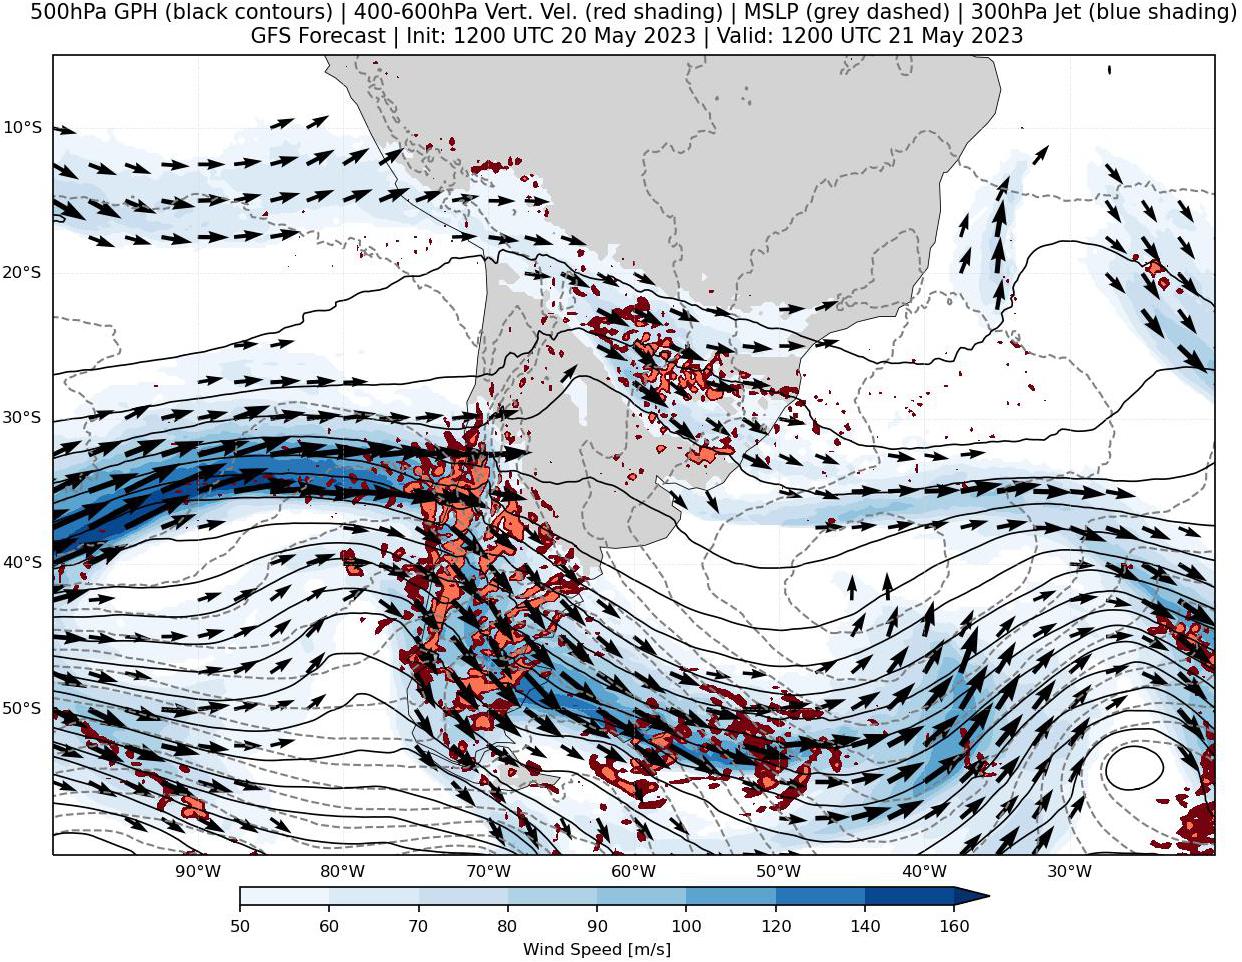 500hPa GPH (black contours) | 400-600hPa Vert. Vel. (red shading) | MSLP (grey dashed) | 300hPa Jet (blue shading)
GFS Forecast | Init: 1200 UTC 20 May 2023 | Valid: 1200 UTC 21 May 2023
10°S
20°S
30°S
40°S
50°S
90°W 80°W 70°W 60°W 50°W 40°W 30°W
50 60 70 80 90 100 120 140 160
Wind Speed [m/s]